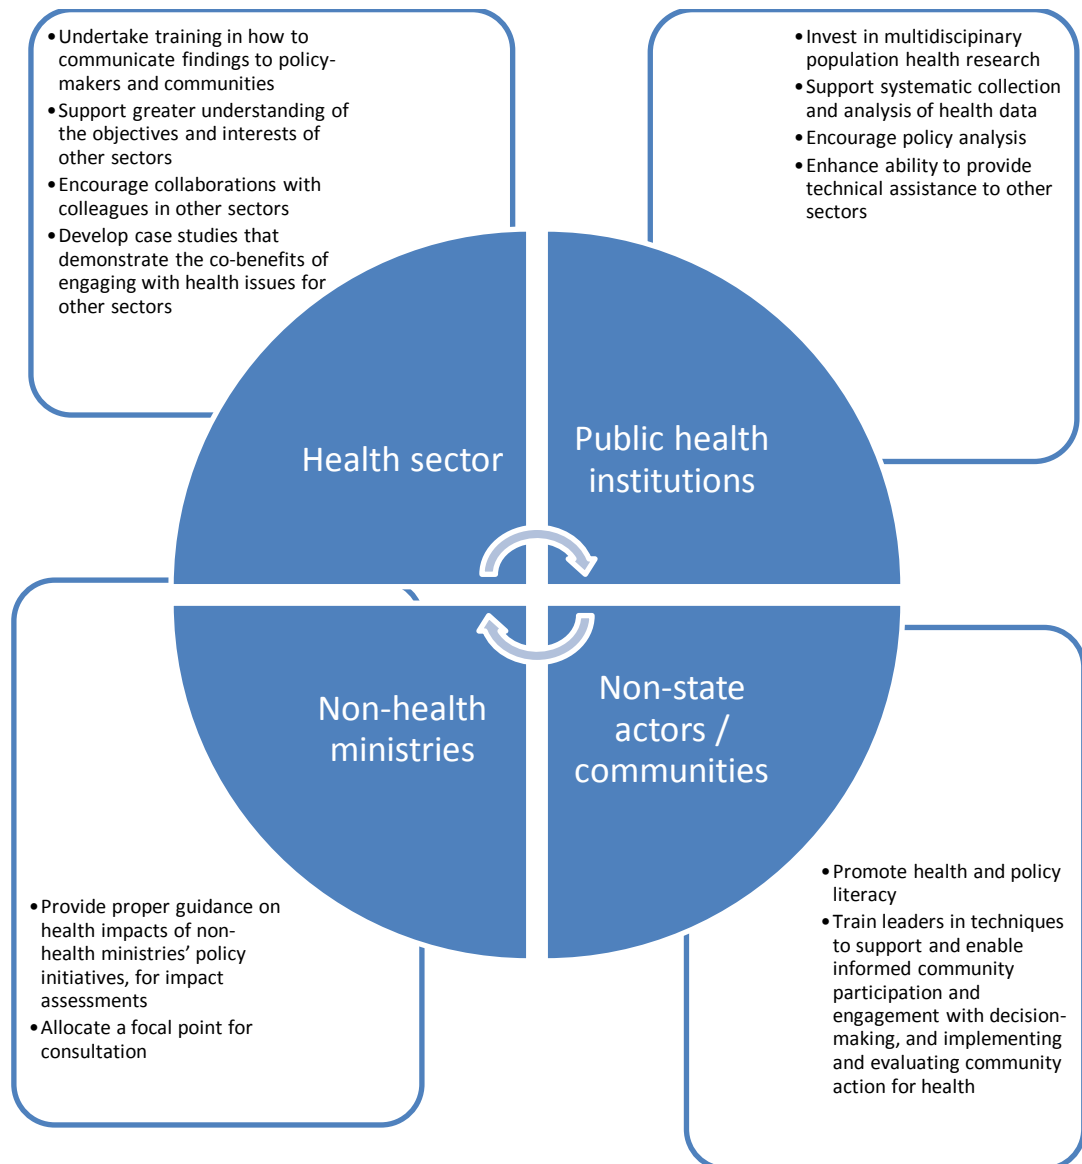 •Undertake training in how to
communicate findings to policy-
makers and communities
•Support greater understanding of
the objectives and interests of
other sectors
•Encourage collaborations with
colleagues in other sectors
•Develop case studies that
demonstrate the co-benefits of
engaging with health issues for
other sectors
•Invest in multidiscipinary
population health research
•Support systematic collection
and analysis of health data
•Encourage policy analysis
•Enhance ability to provide
technical assistance to other
sectors
Health sector
Public health
institutions
Non-health
ministries
Non-state
actors /
communities
•Provide proper guidance on
health impacts of non-
health ministries’ policy
initiatives, for impact
assessments
•Allocate a focal point for
consultation
•Promote health and policy
literacy
•Train leaders in techniques
to support and enable
informed community
participation and
engagement with decision-
making, and implementing
and evaluating community
action for health